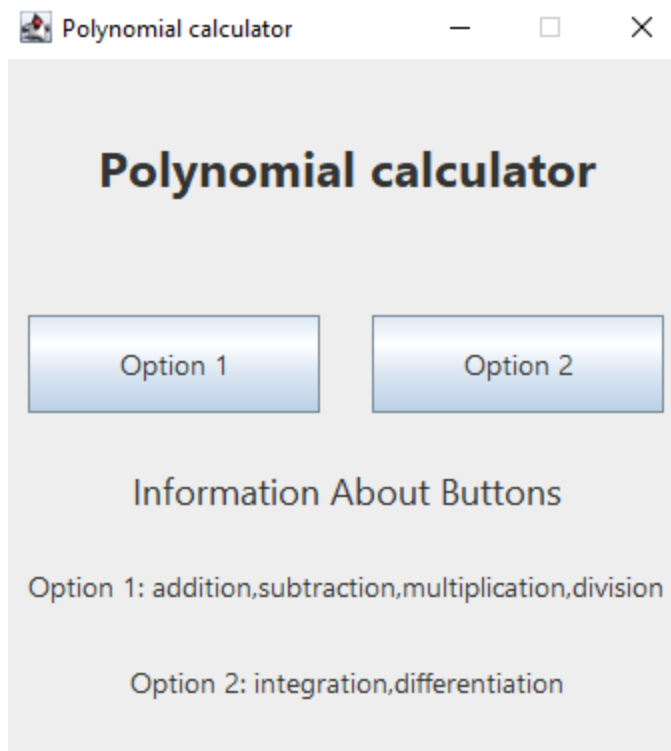 Polynomial calculator
Polynomial calculator
Option 1 Option 2
Information About Buttons
Option 1: addition,subtraction,multiplication,division
Option 2: integration,differentiation